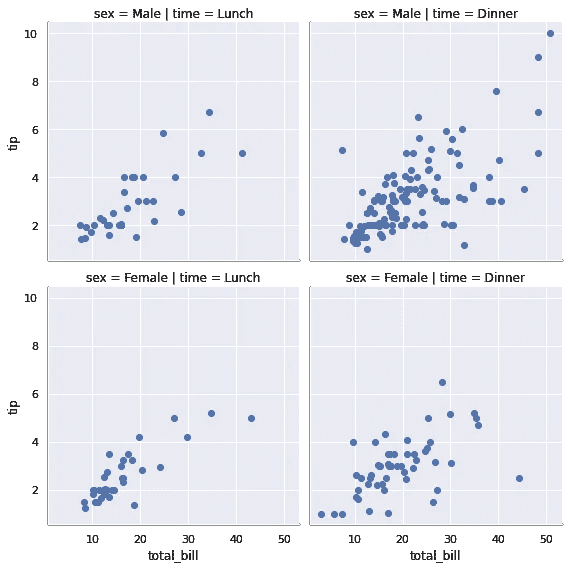 sex = Male | time = Lunch
sex = Male | time = Dinner
10
8
6
4
2
tip
sex = Female | time = Lunch
sex = Female | time = Dinner
10
8
6
4
2
tip
10 20 30 40 50
10 20 30 40 50
total_bill
total_bill